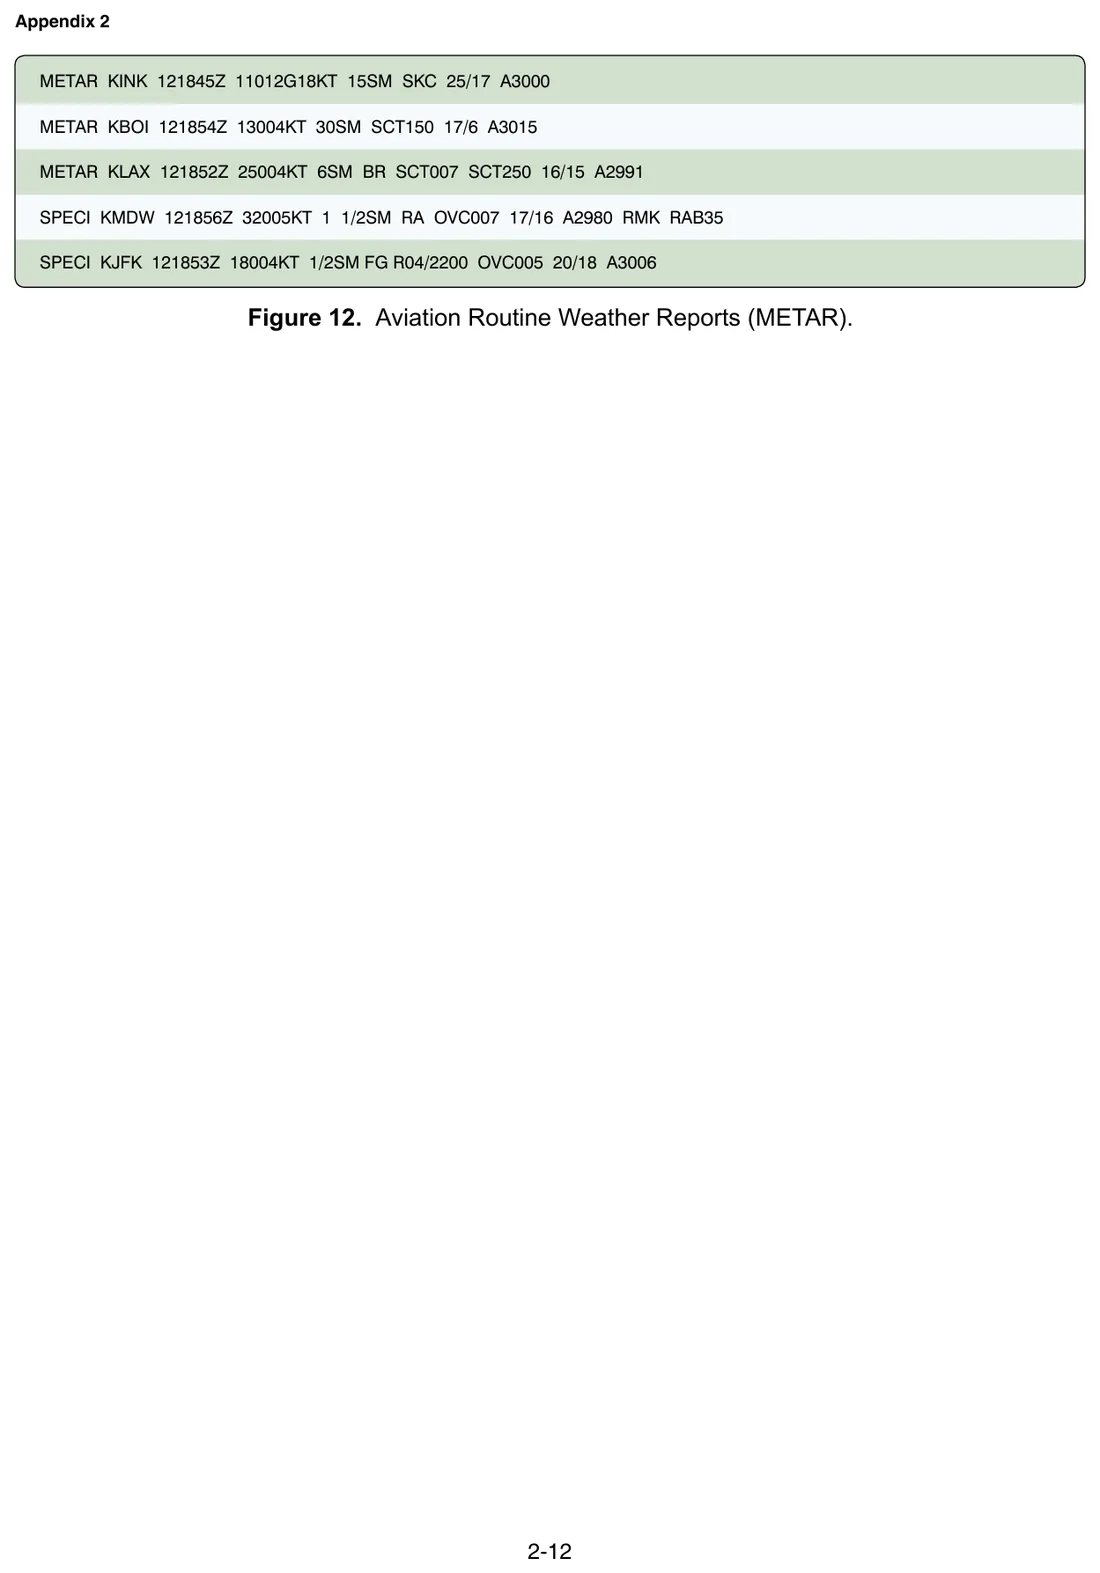 Appendix 2
METAR KINK 121845Z 11012G18KT 15SM SKC 25/17 A3000
METAR KBOI 121854Z 13004KT 30SM SCT150 17/6 A3015
METAR KLAX 121852Z 25004KT 6SM BR SCT007 SCT250 16/15 A2991
SPECI KMDW 121856Z 32005KT 1 1/2SM RA OVC007 17/16 A2980 RMK RAB35
SPECI KJFK 121853Z 18004KT 1/2SM FG R04/2200 OVC005 20/18 A3006
Figure 12. Aviation Routine Weather Reports (METAR).
2-12